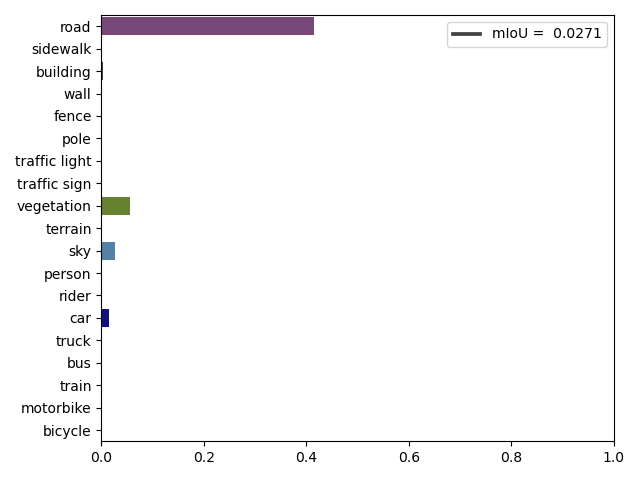 road
sidewalk
building
wall
fence
pole
traffic light
traffic sign
vegetation
terrain
sky
person
rider
car
truck
bus
train
motorbike
bicycle
mIoU =  0.0271
0.0 0.2 0.4 0.6 0.8 1.0